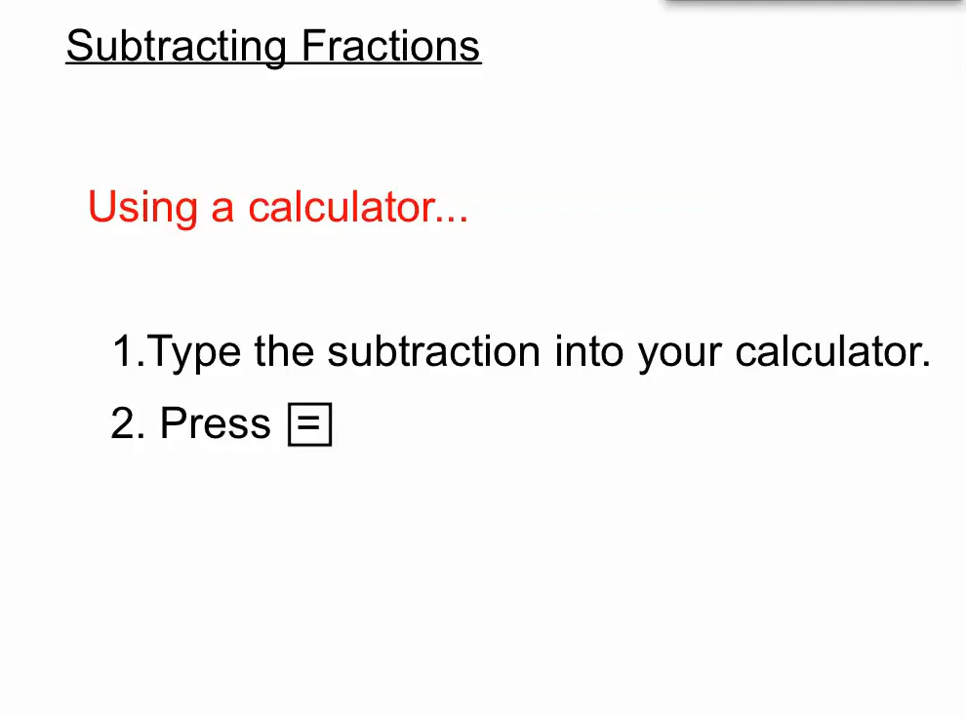 Subtracting Fractions
Using a calculator...
1.Type the subtraction into your calculator.
2. Press =